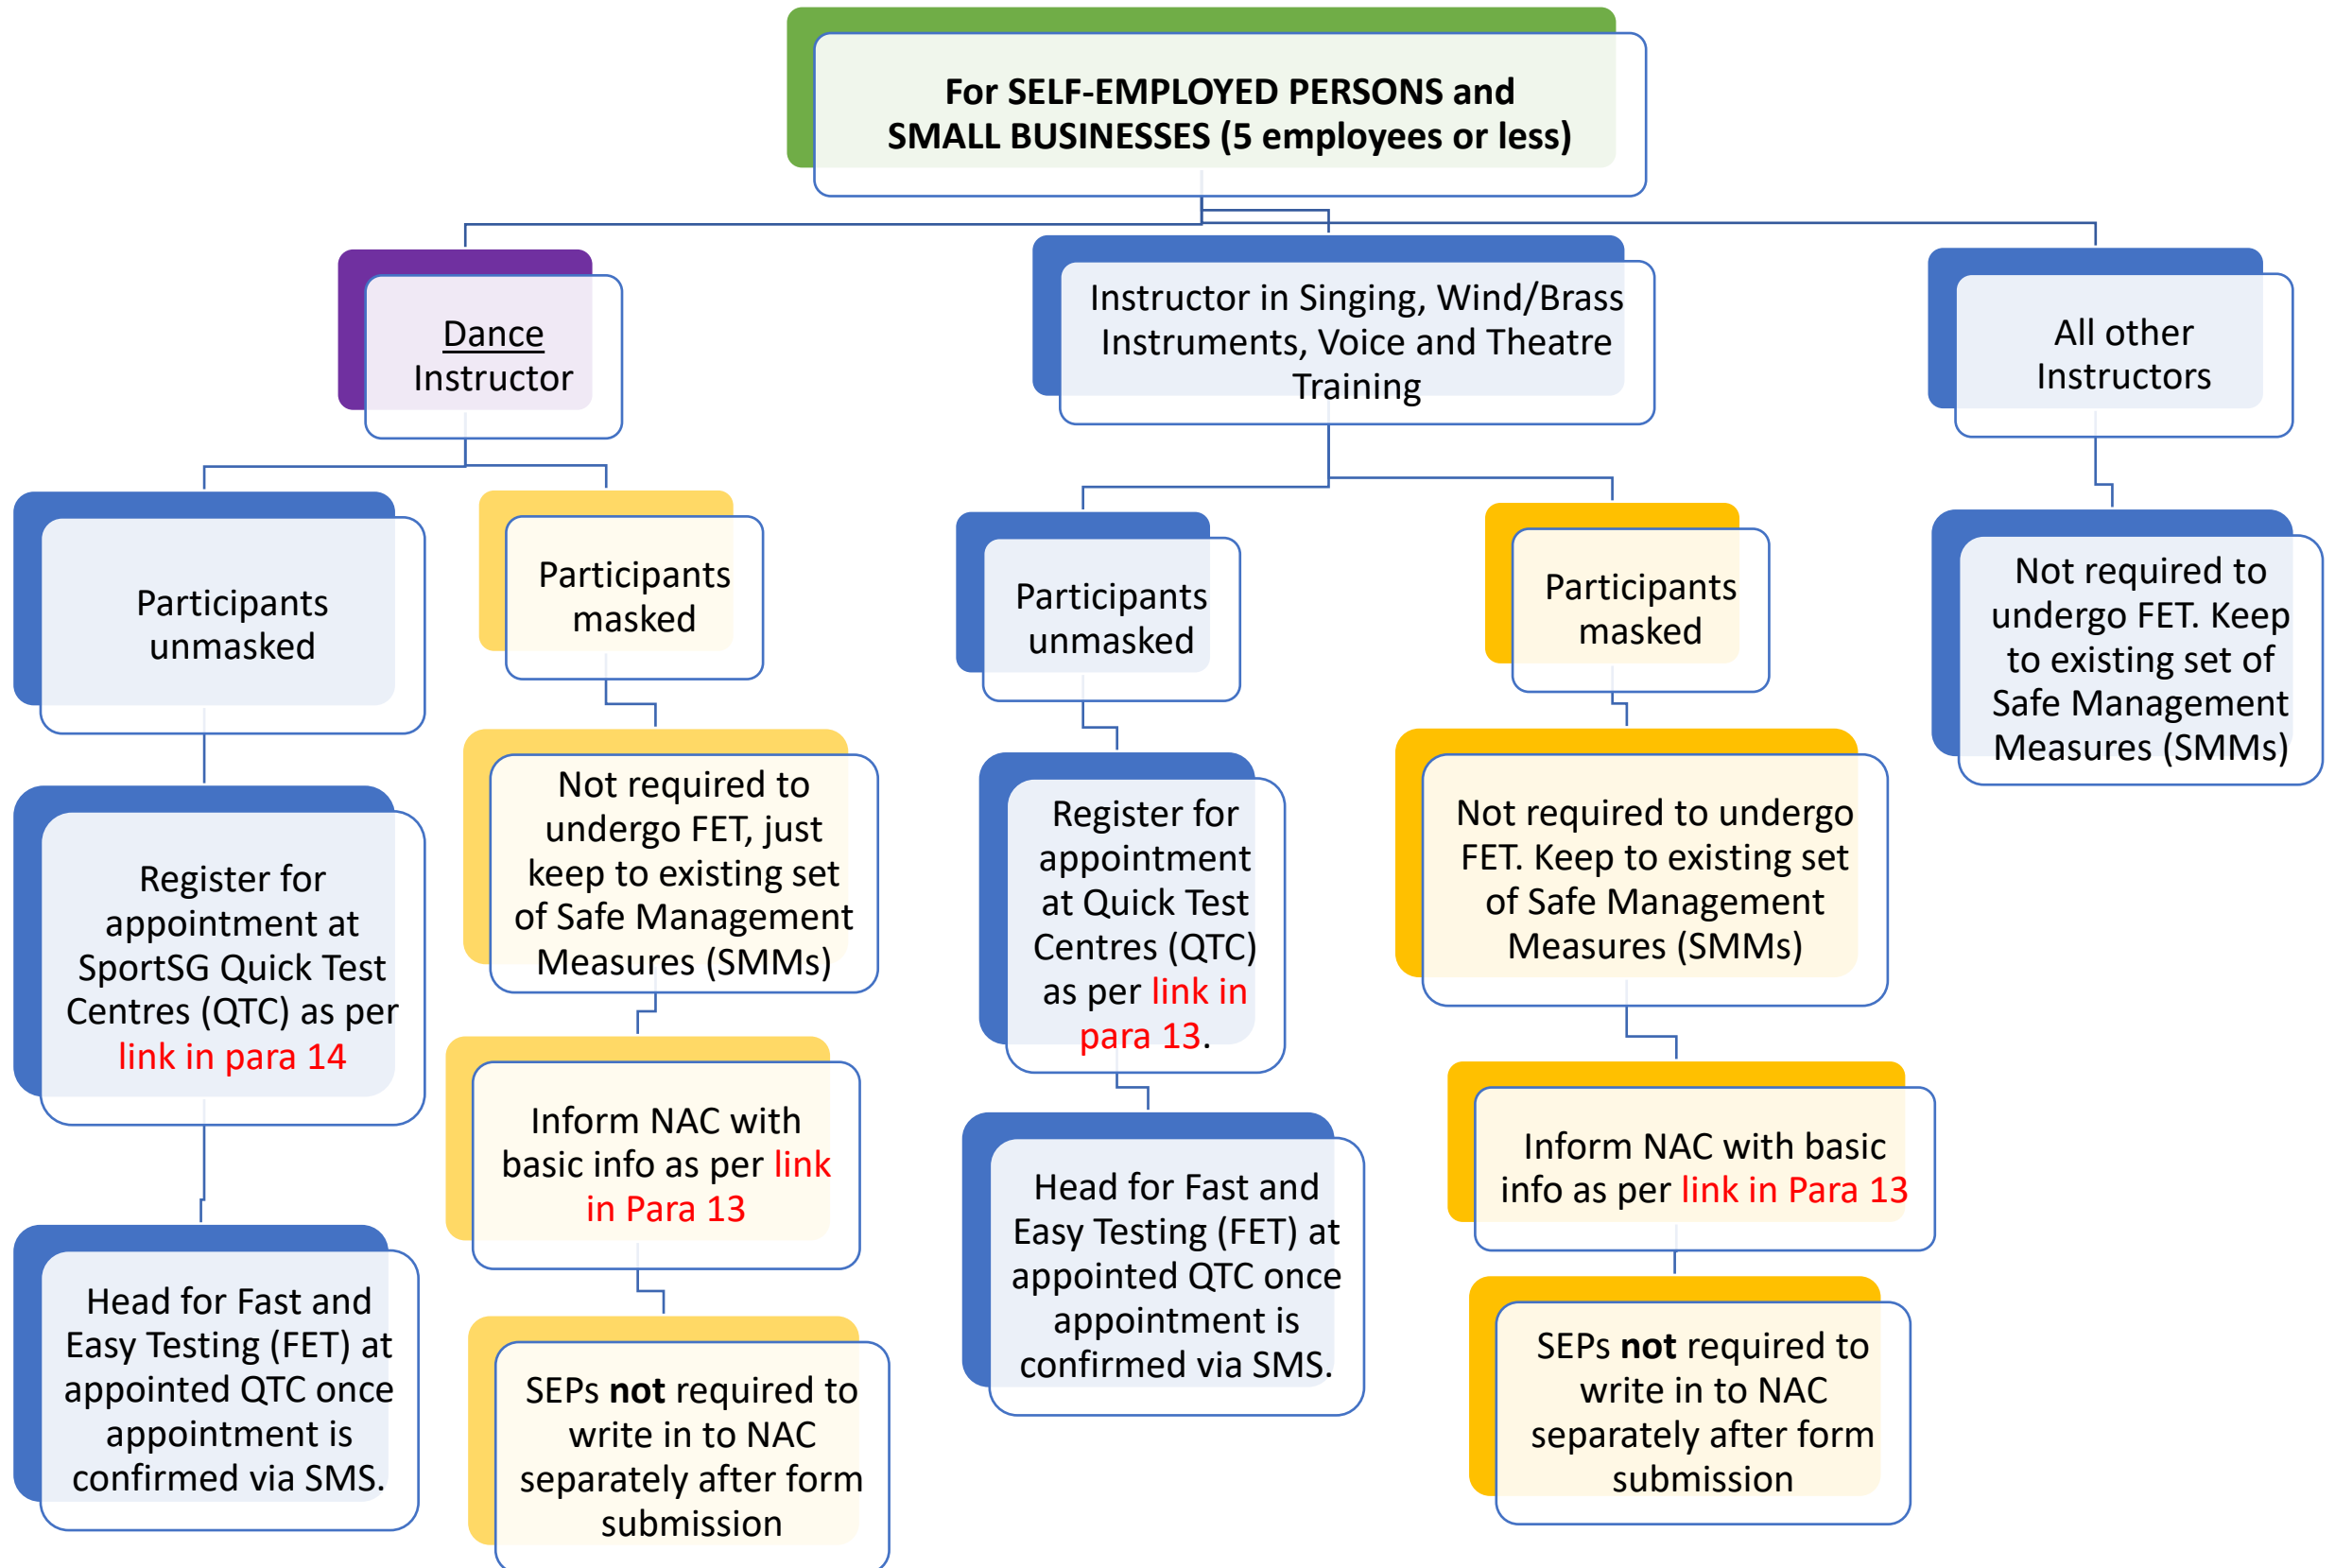 For SELF-EMPLOYED PERSONS and
SMALL BUSINESSES (5 employees or less)
Dance
Instructor
Participants
unmasked
Register for
appointment at
SportSG Quick Test
Centres (QTC) as per
link in para 14
Head for Fast and
Easy Testing (FET) at
appointed QTC once
appointment is
confirmed via SMS.
Participants
masked
Not required to
undergo FET, just
keep to existing set
of Safe Management
Measures (SMMs)
Inform NAC with
basic info as per link
in Para 13
SEPs not required to
write in to NAC
separately after form
submission
Instructor in Singing, Wind/Brass
Instruments, Voice and Theatre
Training
Participants
unmasked
Register for
appointment
at Quick Test
Centres (QTC)
as per link in
para 13.
Head for Fast and
Easy Testing (FET) at
appointed QTC once
appointment is
confirmed via SMS.
Participants
masked
Not required to undergo
FET. Keep to existing set
of Safe Management
Measures (SMMs)
Inform NAC with basic
info as per link in Para 13
SEPs not required to
write in to NAC
separately after form
submission
All other
Instructors
Not required to
undergo FET. Keep
to existing set of
Safe Management
Measures (SMMs)